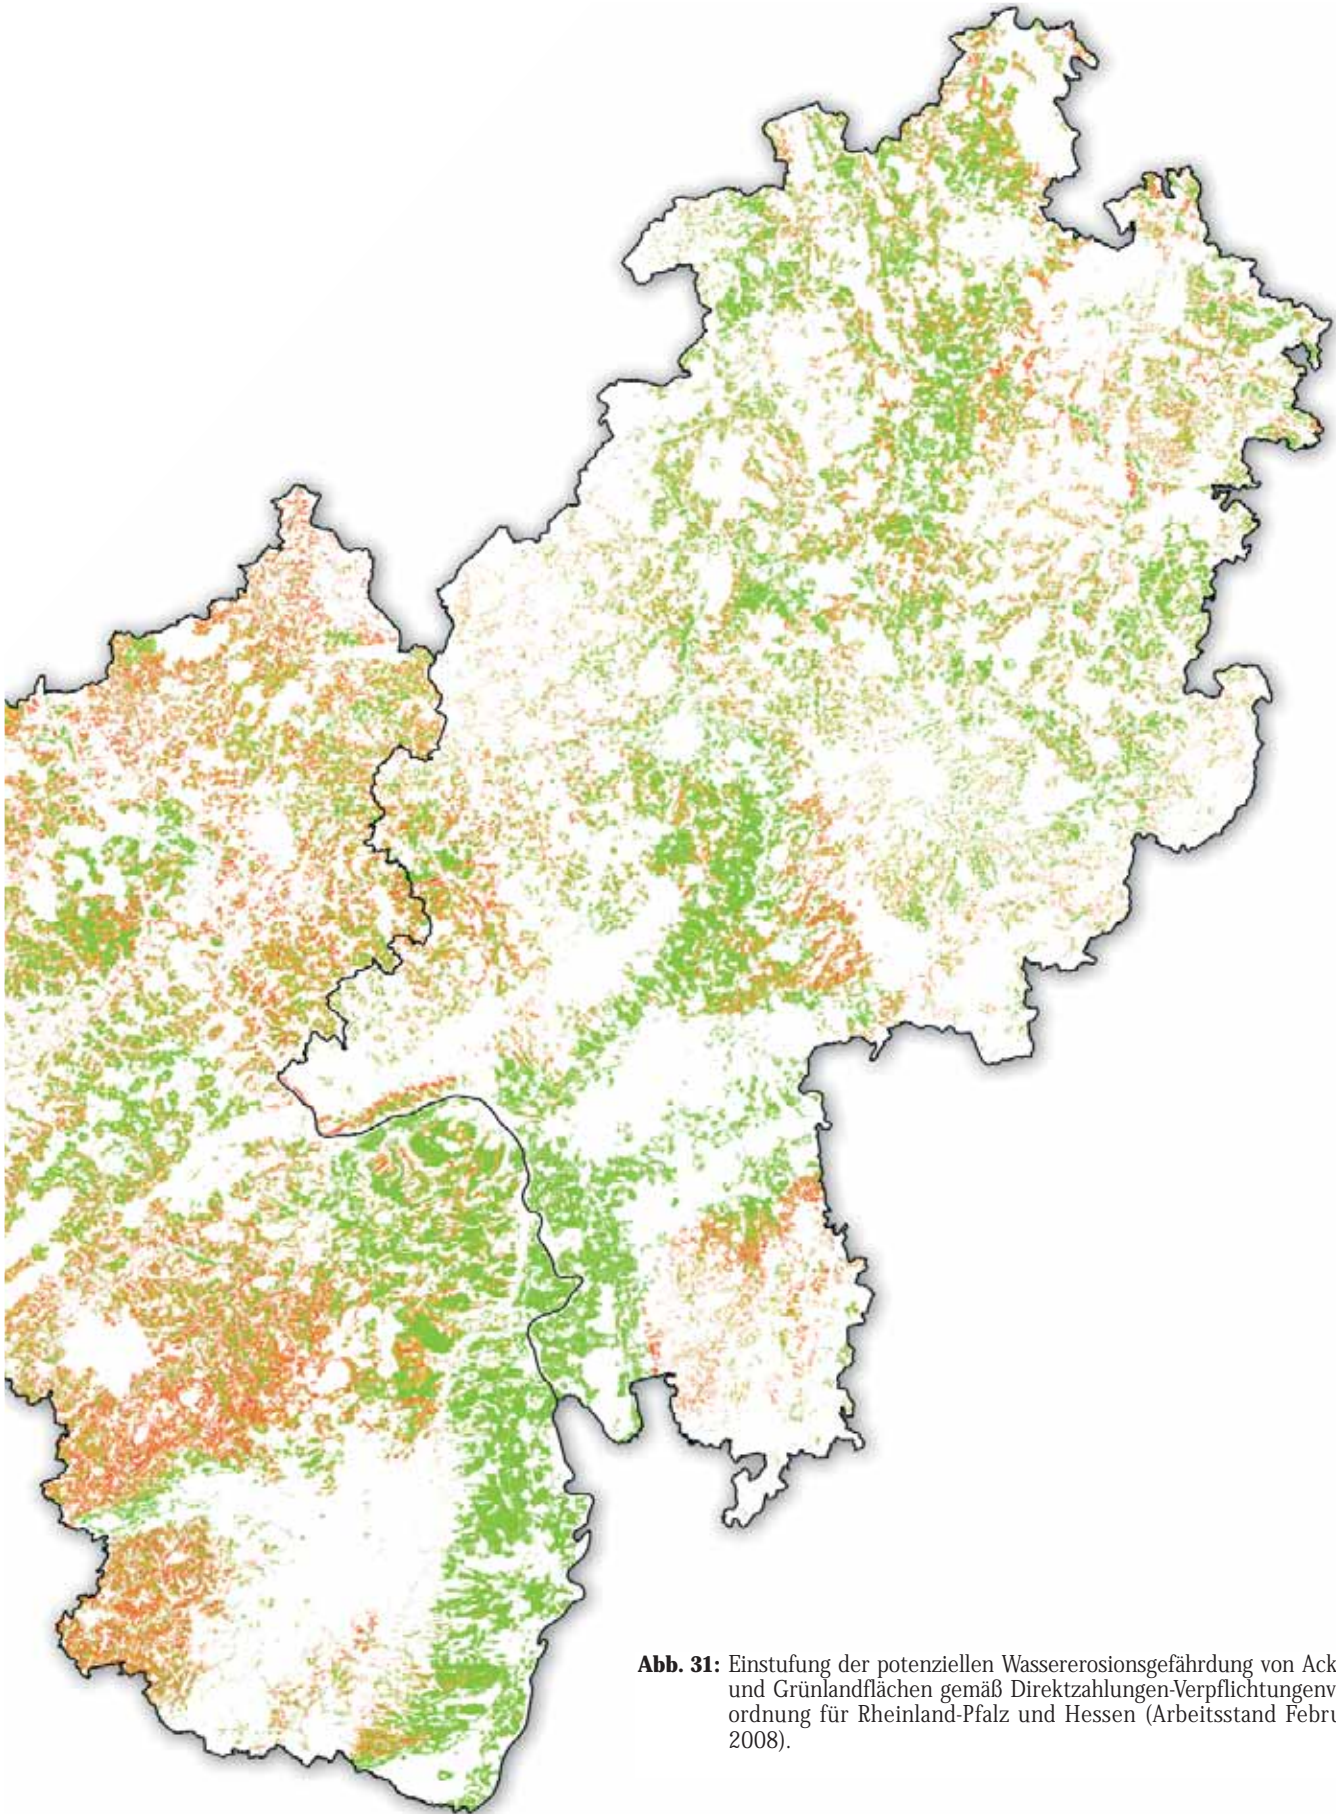 Abb. 31: Einstufung der potenziellen Wassererosionsgefährdung von Ack
und Grünlandflächen gemäß Direktzahlungen-Verpflichtungenv
ordnung für Rheinland-Pfalz und Hessen (Arbeitsstand Febru
2008).